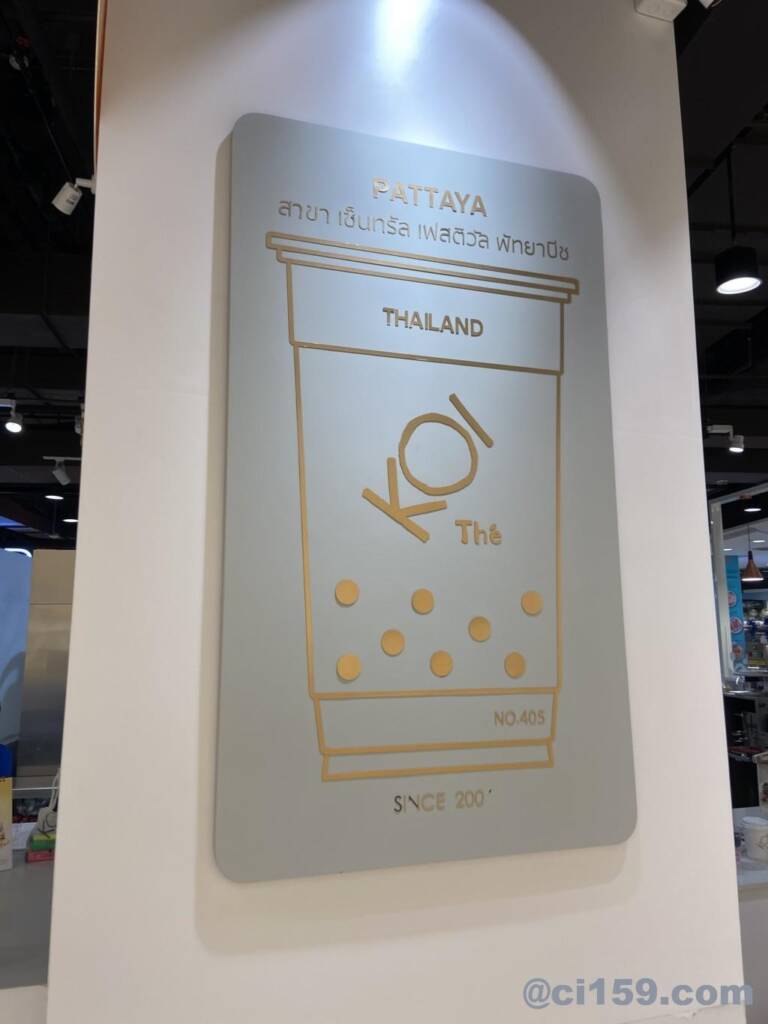 PATTAYA
สาขา เซ็นทรัล เฟสติวัล พัทยาบีช
THAILAND
KOI
Thé
NO.405
SINCE
@ci159.com